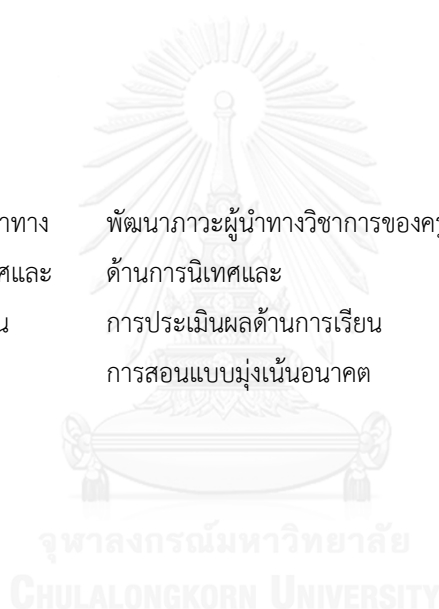 พัฒนาภาวะผู้นำทางวิชาการของครู
ศและ ด้านการนิเทศและ
น การประเมินผลด้านการเรียน
การสอนแบบมุ่งเน้นอนาคต
จุฬาลงกรณ์มหาวิทยาลัย
CHULALONGKORN UNIVERSITY